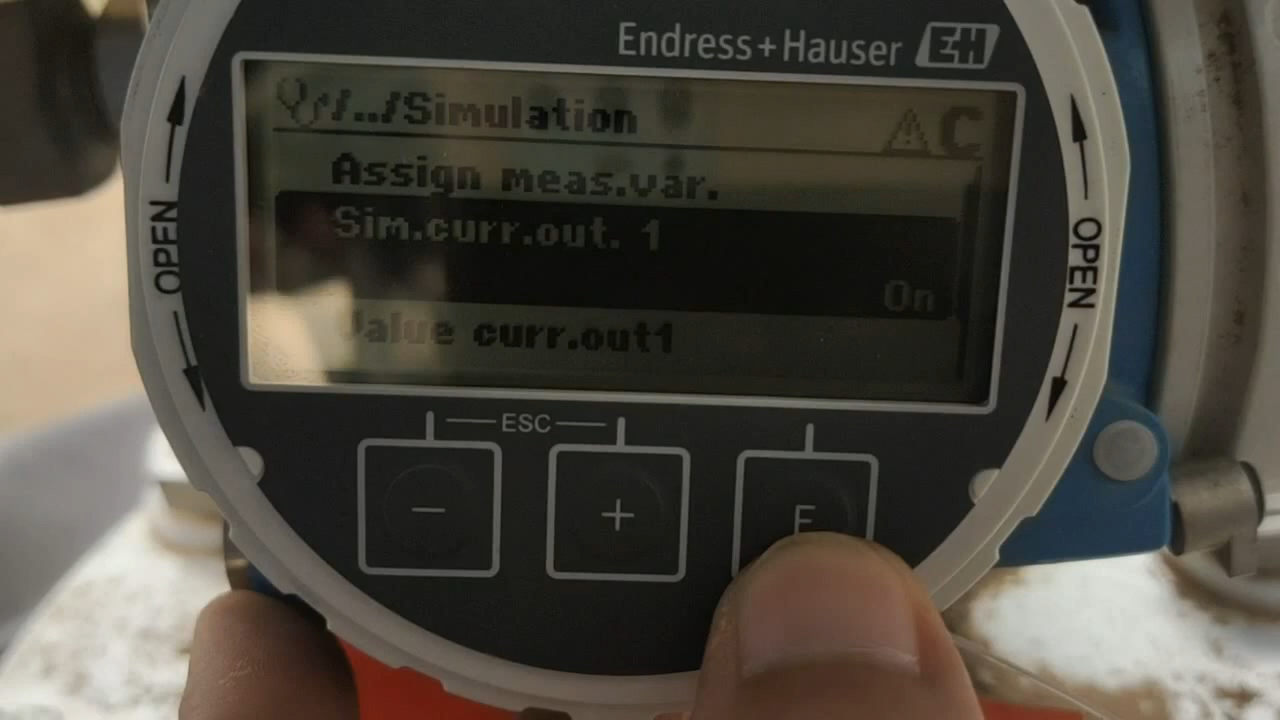 Endress+Hauser EH
/../Simulation
C
Assign meas.var.
Sim.curr.out. 1
On
Value curr.out1
OPEN
OPEN
ESC
− + E